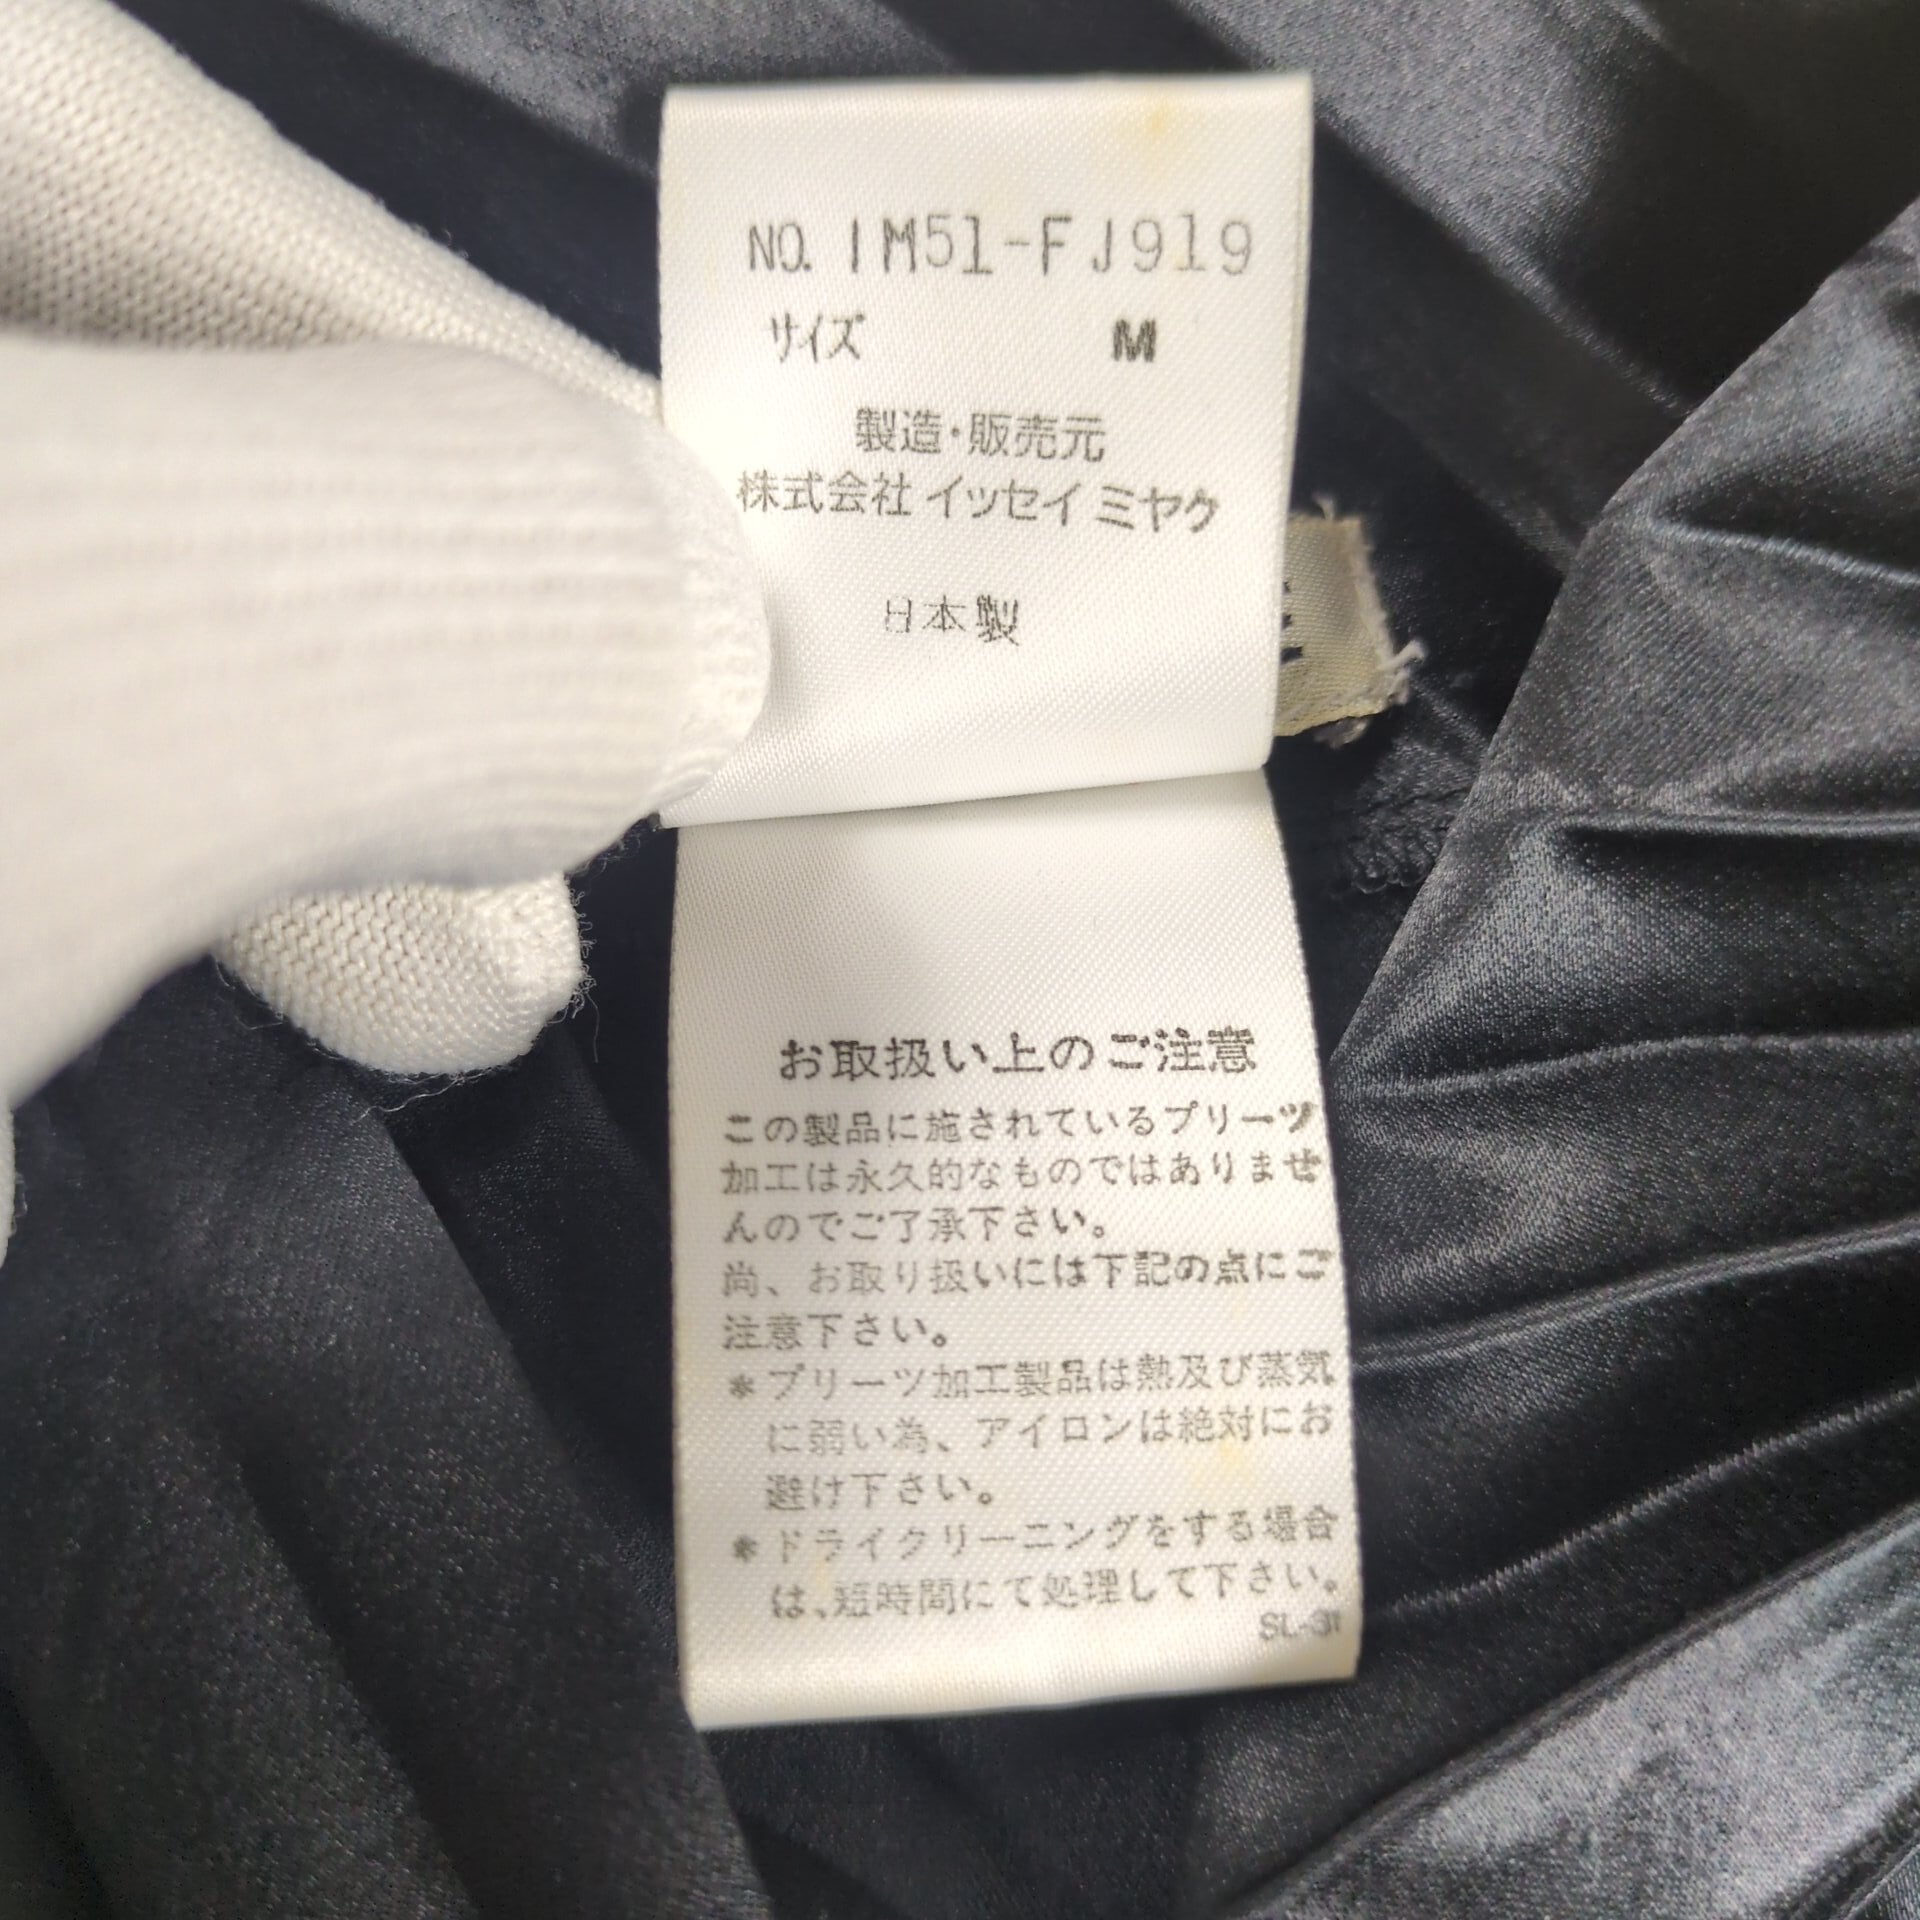 NO. IM51-FJ919
サイズ M
製造・販売元
株式会社 イッセイ ミヤケ
日本製
お取扱い上のご注意
この製品に施されているプリーツ
加工は永久的なものではありませ
んのでご了承下さい。
尚、お取り扱いには下記の点にご
注意下さい。
＊プリーツ加工製品は熱及び蒸気
に弱い為、アイロンは絶対にお
避け下さい。
＊ドライクリーニングをする場合
は、短時間にて処理して下さい。
SL-31